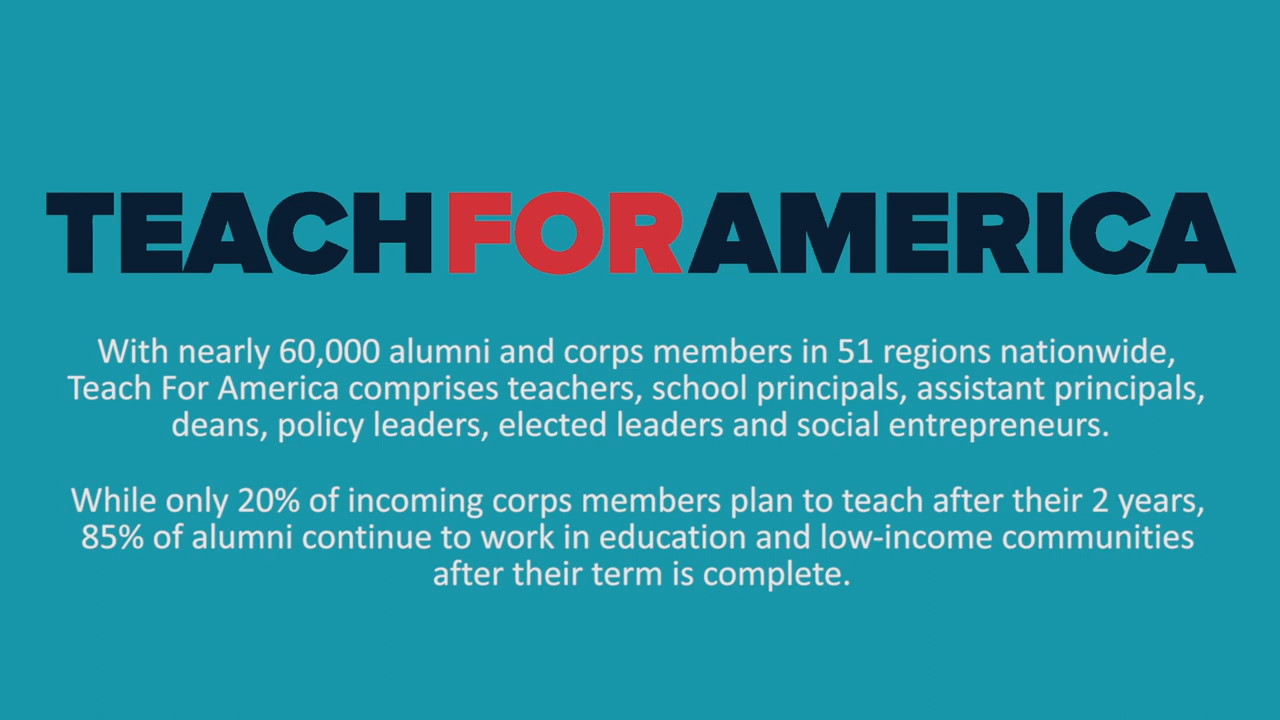 TEACHFORAMERICA
With nearly 60,000 alumni and corps members in 51 regions nationwide,
Teach For America comprises teachers, school principals, assistant principals,
deans, policy leaders, elected leaders and social entrepreneurs.
While only 20% of incoming corps members plan to teach after their 2 years,
85% of alumni continue to work in education and low-income communities
after their term is complete.